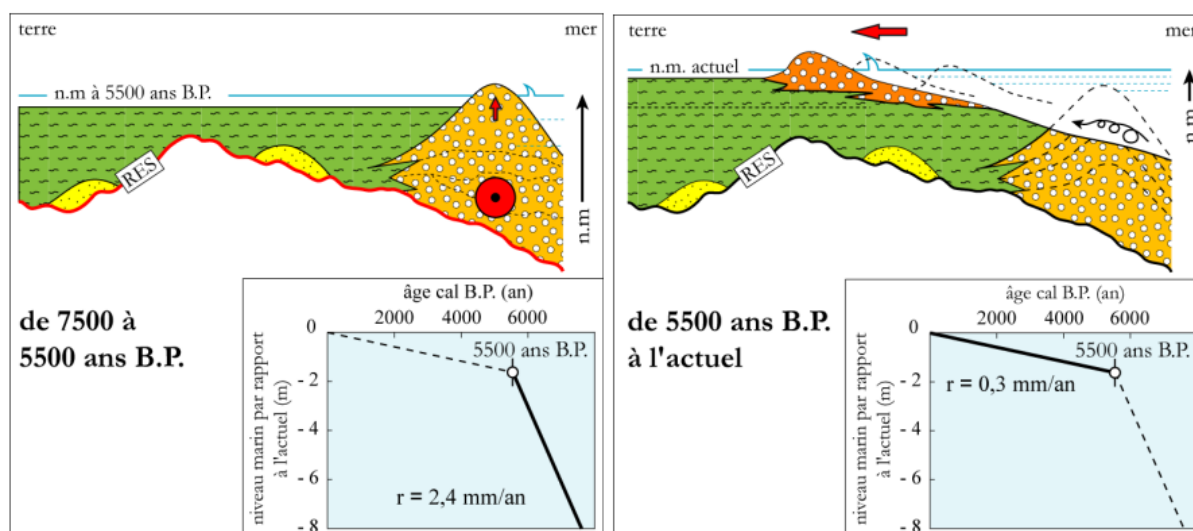 terre
mer
n.m à 5500 ans B.P.
RES
n.m
de 7500 à
5500 ans B.P.
âge cal B.P. (an)
0
2000
4000
6000
5500 ans B.P.
- 2
- 4
- 6
- 8
niveau marin par rapport
à l'actuel (m)
r = 2,4 mm/an
terre
mer
n.m. actuel
RES
n.m
de 5500 ans B.P.
à l'actuel
âge cal B.P. (an)
0
2000
4000
6000
5500 ans B.P.
- 2
- 4
- 6
- 8
niveau marin par rapport
à l'actuel (m)
r = 0,3 mm/an